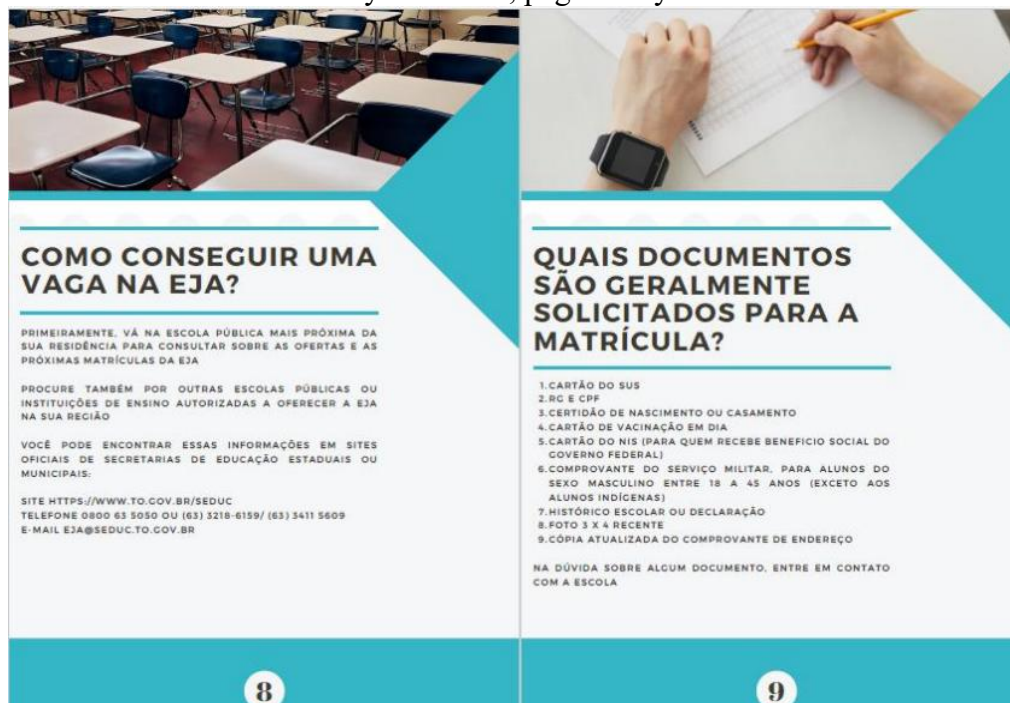 COMO CONSEGUIR UMA
VAGA NA EJA?
PRIMEIRAMENTE, VÁ NA ESCOLA PÚBLICA MAIS PRÓXIMA DA
SUA RESIDÊNCIA PARA CONSULTAR SOBRE AS OFERTAS E AS
PRÓXIMAS MATRÍCULAS DA EJA
PROCURE TAMBÉM POR OUTRAS ESCOLAS PÚBLICAS OU
INSTITUIÇÕES DE ENSINO AUTORIZADAS A OFERECER A EJA
NA SUA REGIÃO
VOCÊ PODE ENCONTRAR ESSAS INFORMAÇÕES EM SITES
OFICIAIS DE SECRETARIAS DE EDUCAÇÃO ESTADUAIS OU
MUNICIPAIS:
SITE HTTPS://WWW.TO.GOV.BR/SEDUC
TELEFONE 0800 63 5050 OU (63) 3218-6159/ (63) 3411 5609
E-MAIL EJA@SEDUC.TO.GOV.BR
8
QUAIS DOCUMENTOS
SÃO GERALMENTE
SOLICITADOS PARA A
MATRÍCULA?
1.CARTÃO DO SUS
2.RG E CPF
3.CERTIDÃO DE NASCIMENTO OU CASAMENTO
4.CARTÃO DE VACINAÇÃO EM DIA
5.CARTÃO DO NIS (PARA QUEM RECEBE BENEFICIO SOCIAL DO
GOVERNO FEDERAL)
6.COMPROVANTE DO SERVIÇO MILITAR, PARA ALUNOS DO
SEXO MASCULINO ENTRE 18 A 45 ANOS (EXCETO AOS
ALUNOS INDÍGENAS)
7.HISTÓRICO ESCOLAR OU DECLARAÇÃO
8.FOTO 3 X 4 RECENTE
9.CÓPIA ATUALIZADA DO COMPROVANTE DE ENDEREÇO
NA DÚVIDA SOBRE ALGUM DOCUMENTO, ENTRE EM CONTATO
COM A ESCOLA
9